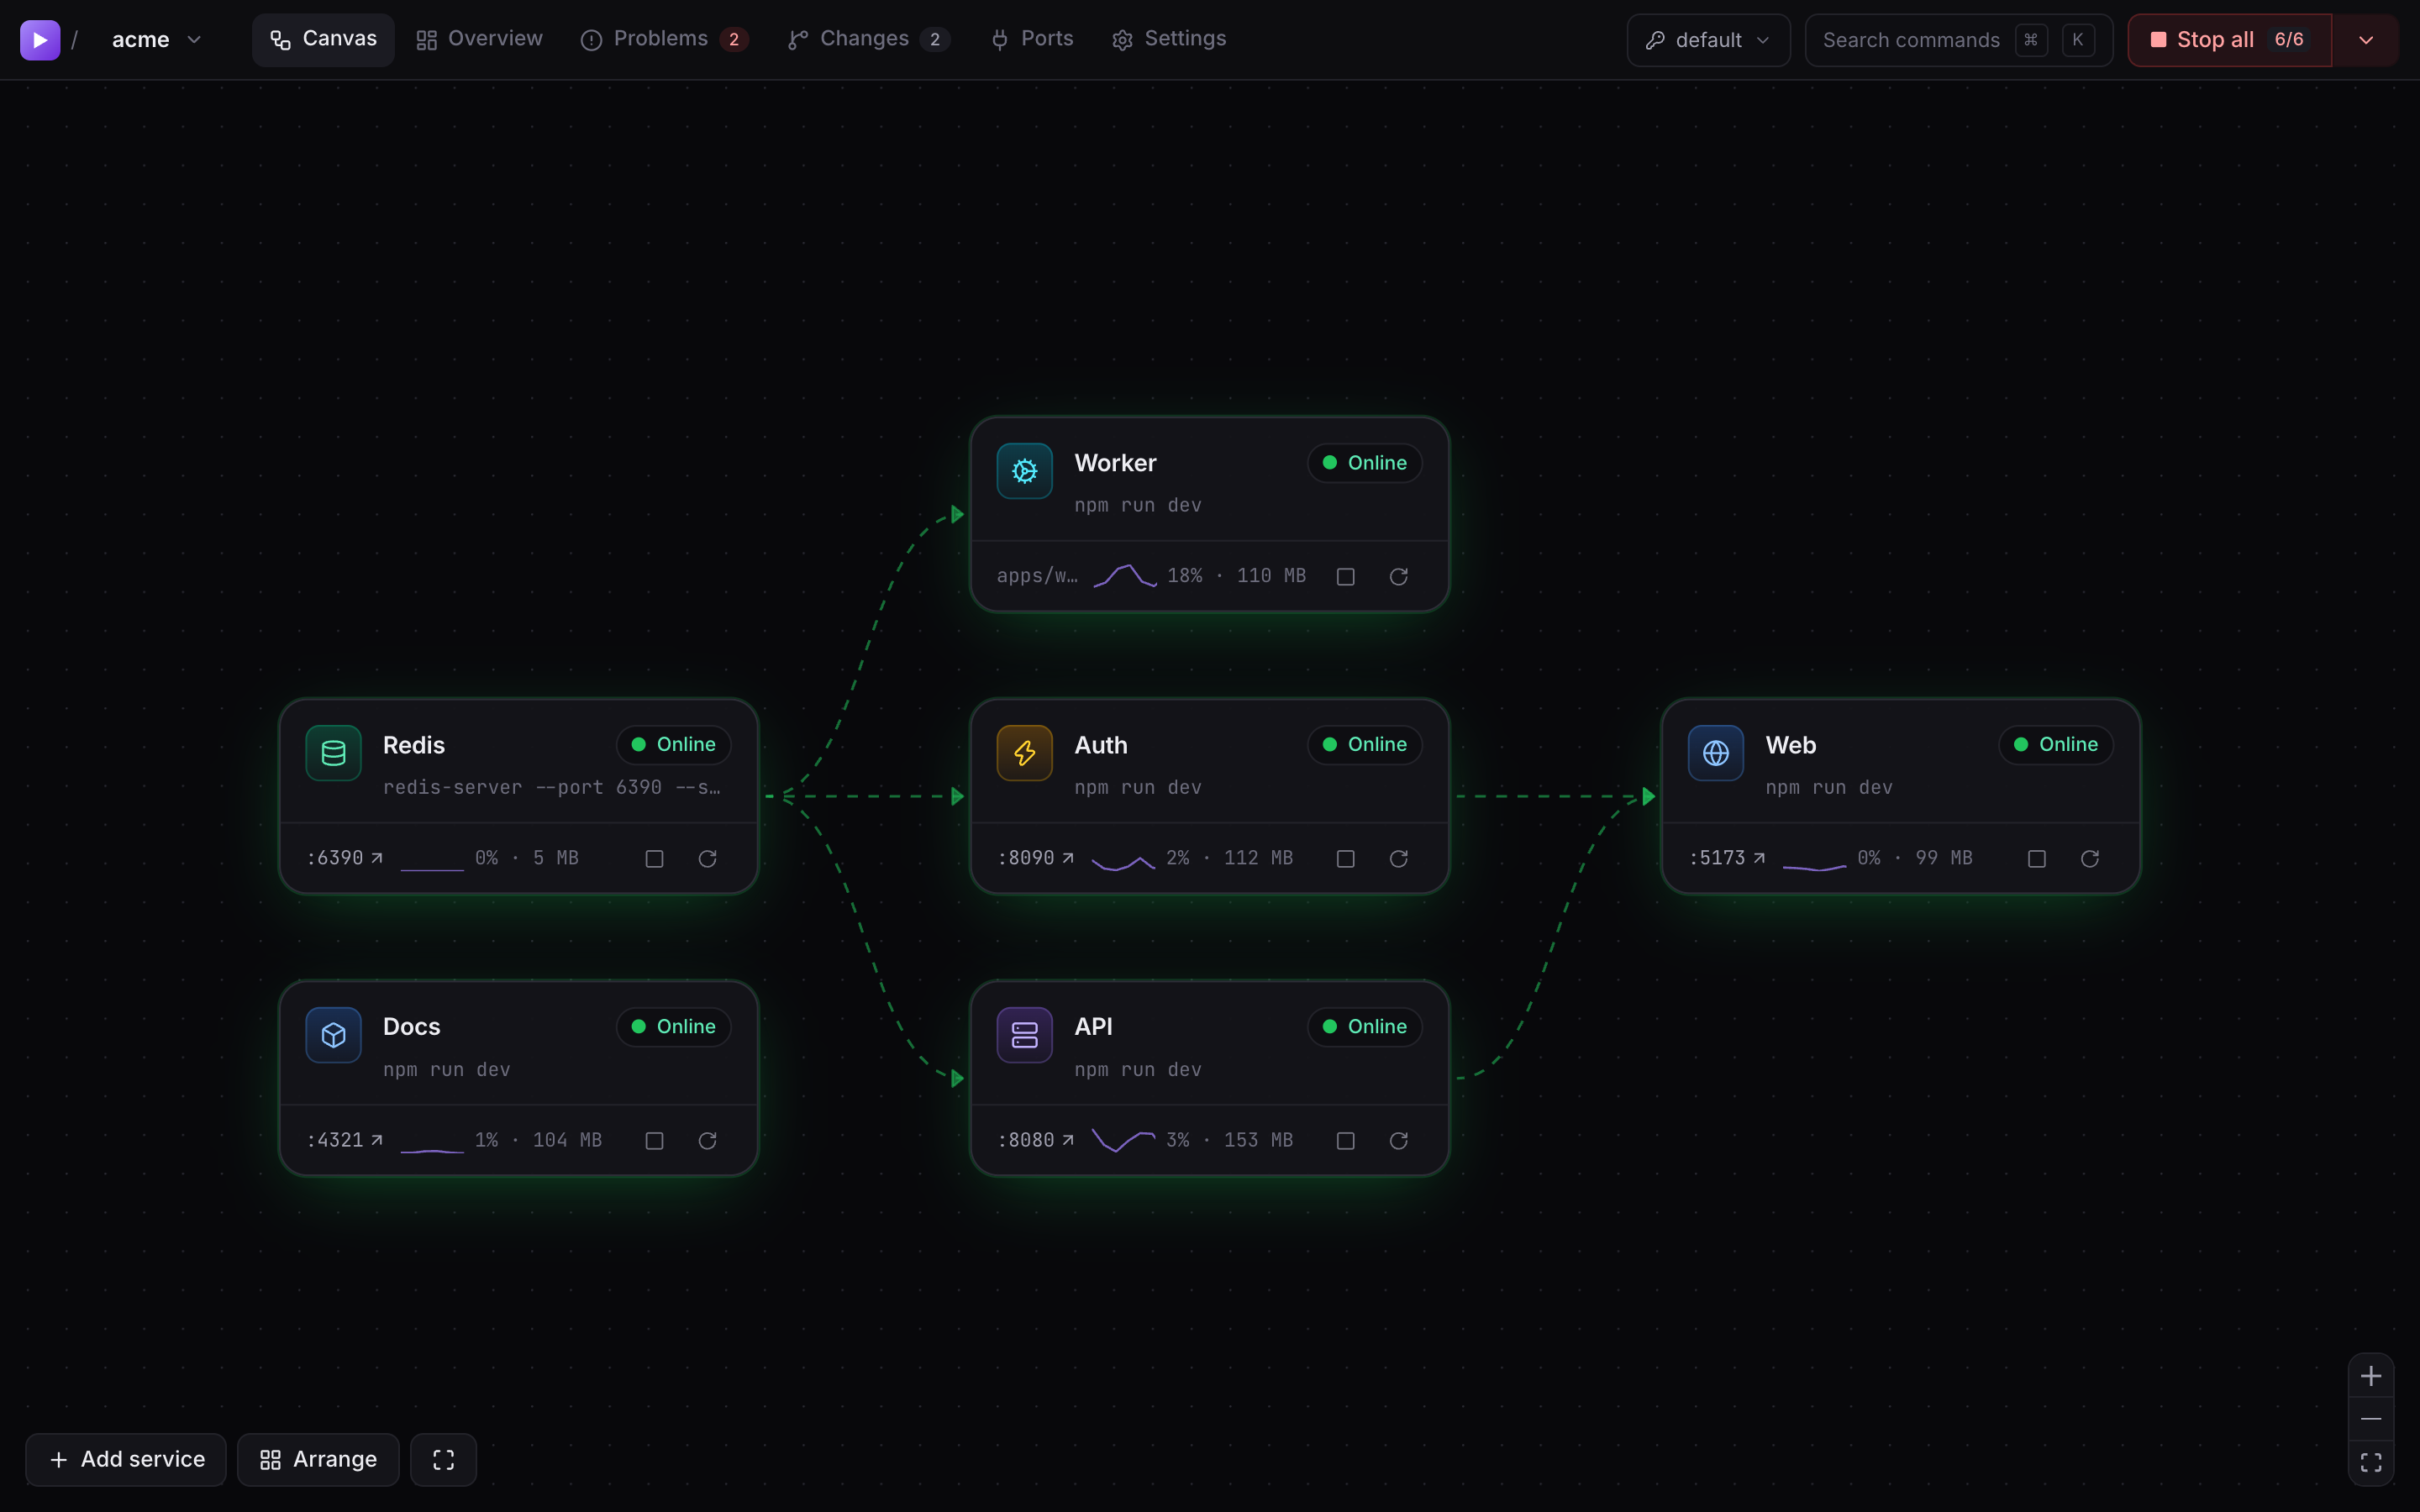 / acme Canvas Overview Problems 2 Changes 2 Ports Settings default Search commands ⌘ K Stop all 6/6
Worker Online
npm run dev
apps/w… 18% · 110 MB
Redis Online
redis-server --port 6390 --s…
:6390 0% · 5 MB
Auth Online
npm run dev
:8090 2% · 112 MB
Web Online
npm run dev
:5173 0% · 99 MB
Docs Online
npm run dev
:4321 1% · 104 MB
API Online
npm run dev
:8080 3% · 153 MB
Add service Arrange